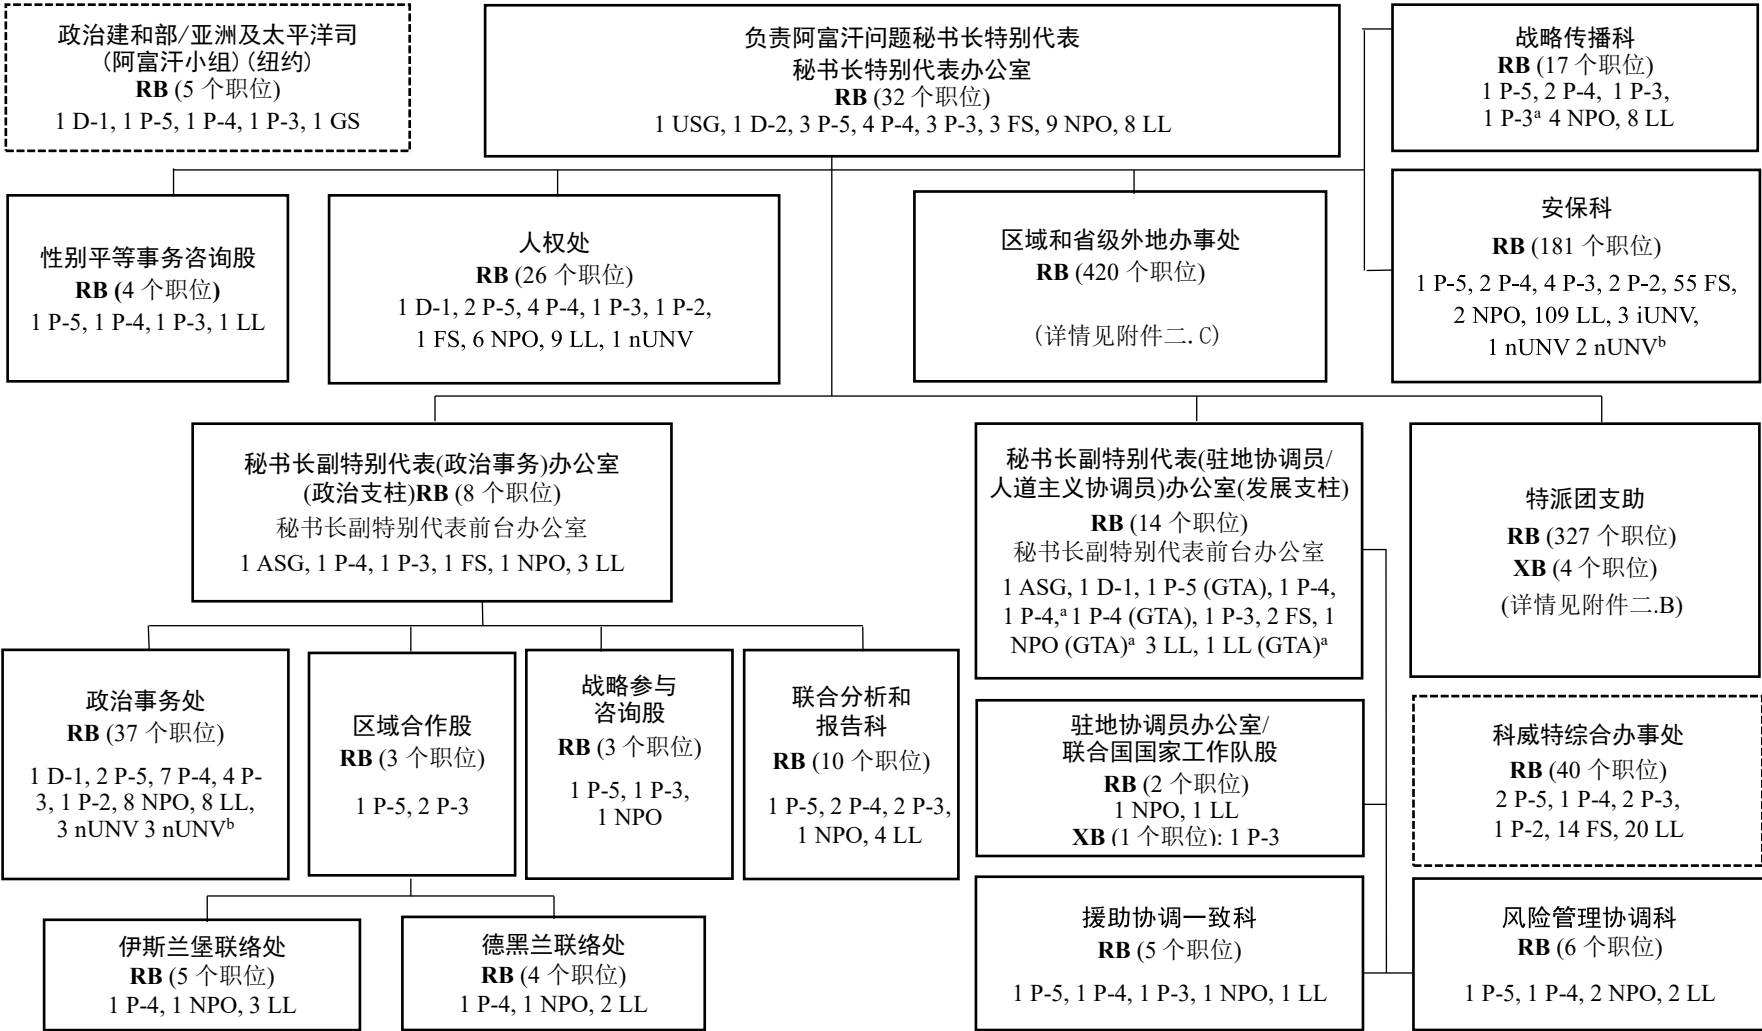 政治建和部/亚洲及太平洋司
(阿富汗小组)(纽约)
RB (5 个职位)
1 D-1, 1 P-5, 1 P-4, 1 P-3, 1 GS
负责阿富汗问题秘书长特别代表
秘书长特别代表办公室
RB (32 个职位)
1 USG, 1 D-2, 3 P-5, 4 P-4, 3 P-3, 3 FS, 9 NPO, 8 LL
战略传播科
RB (17 个职位)
1 P-5, 2 P-4, 1 P-3,
1 P-3ᵃ 4 NPO, 8 LL
性别平等事务咨询股
RB (4 个职位)
1 P-5, 1 P-4, 1 P-3, 1 LL
人权处
RB (26 个职位)
1 D-1, 2 P-5, 4 P-4, 1 P-3, 1 P-2,
1 FS, 6 NPO, 9 LL, 1 nUNV
区域和省级外地办事处
RB (420 个职位)
(详情见附件二.C)
安保科
RB (181 个职位)
1 P-5, 2 P-4, 4 P-3, 2 P-2, 55 FS,
2 NPO, 109 LL, 3 iUNV,
1 nUNV 2 nUNVᵇ
秘书长副特别代表(政治事务)办公室
(政治支柱)RB (8 个职位)
秘书长副特别代表前台办公室
1 ASG, 1 P-4, 1 P-3, 1 FS, 1 NPO, 3 LL
秘书长副特别代表(驻地协调员/
人道主义协调员)办公室(发展支柱)
RB (14 个职位)
秘书长副特别代表前台办公室
1 ASG, 1 D-1, 1 P-5 (GTA), 1 P-4,
1 P-4,ᵃ 1 P-4 (GTA), 1 P-3, 2 FS, 1
NPO (GTA)ᵃ 3 LL, 1 LL (GTA)ᵃ
特派团支助
RB (327 个职位)
XB (4 个职位)
(详情见附件二.B)
政治事务处
RB (37 个职位)
1 D-1, 2 P-5, 7 P-4, 4 P-
3, 1 P-2, 8 NPO, 8 LL,
3 nUNV 3 nUNVᵇ
区域合作股
RB (3 个职位)
1 P-5, 2 P-3
战略参与
咨询股
RB (3 个职位)
1 P-5, 1 P-3,
1 NPO
联合分析和
报告科
RB (10 个职位)
1 P-5, 2 P-4, 2 P-3,
1 NPO, 4 LL
驻地协调员办公室/
联合国国家工作队股
RB (2 个职位)
1 NPO, 1 LL
XB (1 个职位): 1 P-3
科威特综合办事处
RB (40 个职位)
2 P-5, 1 P-4, 2 P-3,
1 P-2, 14 FS, 20 LL
伊斯兰堡联络处
RB (5 个职位)
1 P-4, 1 NPO, 3 LL
德黑兰联络处
RB (4 个职位)
1 P-4, 1 NPO, 2 LL
援助协调一致科
RB (5 个职位)
1 P-5, 1 P-4, 1 P-3, 1 NPO, 1 LL
风险管理协调科
RB (6 个职位)
1 P-5, 1 P-4, 2 NPO, 2 LL